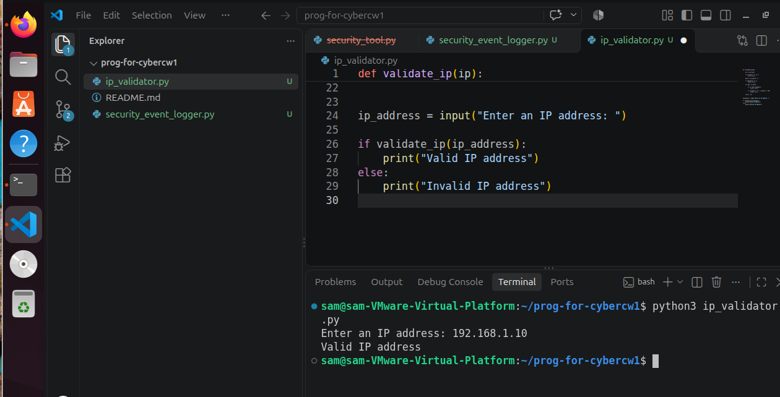 File Edit Selection View ··· prog-for-cybercw1
Explorer ···
prog-for-cybercw1
ip_validator.py U
README.md
security_event_logger.py U
1
2
security_tool.py security_event_logger.py U ip_validator.py U
ip_validator.py
1 def validate_ip(ip):
22
23
24 ip_address = input("Enter an IP address: ")
25
26 if validate_ip(ip_address):
27 print("Valid IP address")
28 else:
29 print("Invalid IP address")
30
Problems Output Debug Console Terminal Ports bash ···
sam@sam-VMware-Virtual-Platform:~/prog-for-cybercw1$ python3 ip_validator
.py
Enter an IP address: 192.168.1.10
Valid IP address
sam@sam-VMware-Virtual-Platform:~/prog-for-cybercw1$